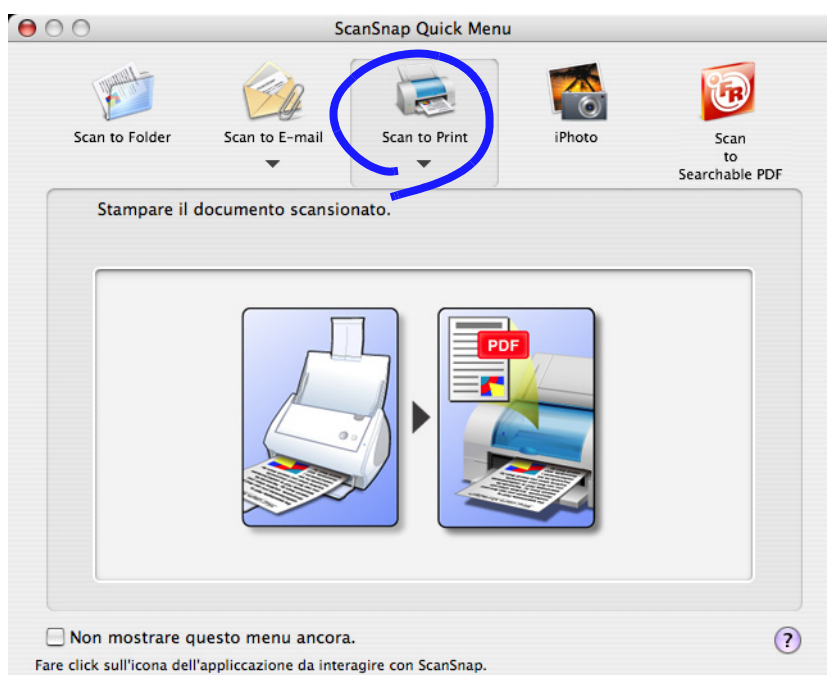 ScanSnap Quick Menu
Scan to Folder
Scan to E-mail
Scan to Print
iPhoto
Scan
to
Searchable PDF
Stampare il documento scansionato.
PDF
Non mostrare questo menu ancora.
?
Fare click sull'icona dell'appliccazione da interagire con ScanSnap.